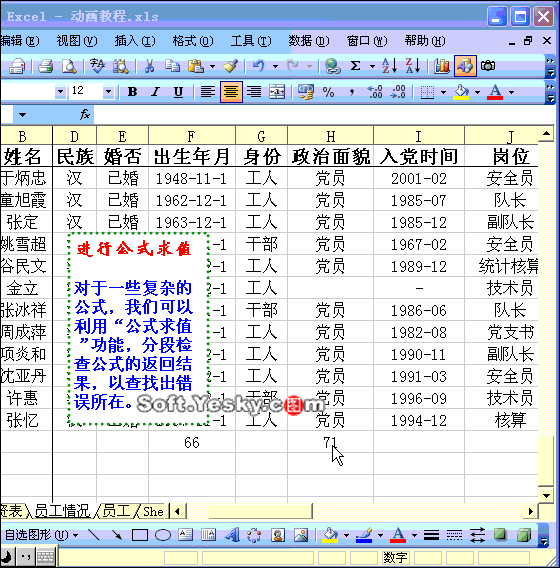 Excel - 动画教程.xls
编辑(E) 视图(V) 插入(I) 格式(O) 工具(T) 数据(D) 窗口(W) 帮助(H)
12 B I U
fx
B D E F G H I J
姓名 民族 婚否 出生年月 身份 政治面貌 入党时间 岗位
于炳忠 汉 已婚 1948-11-1 工人 党员 2001-02 安全员
童旭霞 汉 已婚 1962-12-1 工人 党员 1985-07 队长
张定 汉 已婚 1963-12-1 工人 党员 1985-12 副队长
姚雪超 2-1 干部 党员 1967-02 安全员
谷民文 2-1 工人 党员 1989-12 统计核算
金立 -1 工人 - 技术员
张冰祥 -1 干部 党员 1986-06 队长
周成萍 2-1 工人 党员 1982-08 党支书
项炎和 2-1 工人 党员 1990-11 副队长
沈亚丹 2-1 工人 党员 1991-03 安全员
许惠 干部 党员 1996-09 技术员
张忆 工人 党员 1994-12 核算
66 71
进行公式求值
对于一些复杂的
公式，我们可以
利用“公式求值
”功能，分段检
查公式的返回结
果，以查找出错
误所在。
Soft.Yesky.com
员工情况 员工 She
自选图形(U)
数字